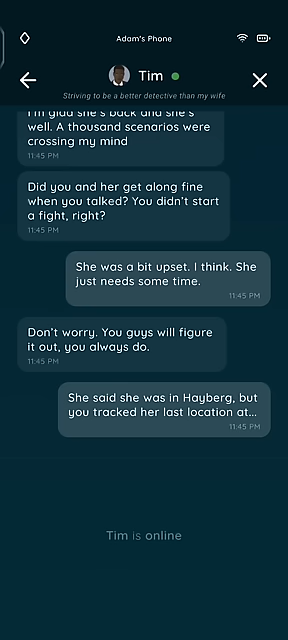 Adam's Phone
Tim
Striving to be a better detective than my wife
I'm glad she's back and she's
well. A thousand scenarios were
crossing my mind
11:45 PM
Did you and her get along fine
when you talked? You didn't start
a fight, right?
11:45 PM
She was a bit upset. I think. She
just needs some time.
11:45 PM
Don't worry. You guys will figure
it out, you always do.
11:45 PM
She said she was in Hayberg, but
you tracked her last location at...
11:45 PM
Tim is online